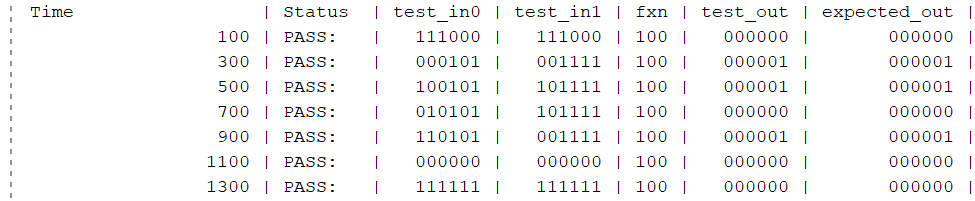 Time | Status | test_in0 | test_in1 | fxn | test_out | expected_out |
100 | PASS: | 111000 | 111000 | 100 | 000000 | 000000 |
300 | PASS: | 000101 | 001111 | 100 | 000001 | 000001 |
500 | PASS: | 100101 | 101111 | 100 | 000001 | 000001 |
700 | PASS: | 010101 | 101111 | 100 | 000000 | 000000 |
900 | PASS: | 110101 | 001111 | 100 | 000001 | 000001 |
1100 | PASS: | 000000 | 000000 | 100 | 000000 | 000000 |
1300 | PASS: | 111111 | 111111 | 100 | 000000 | 000000 |